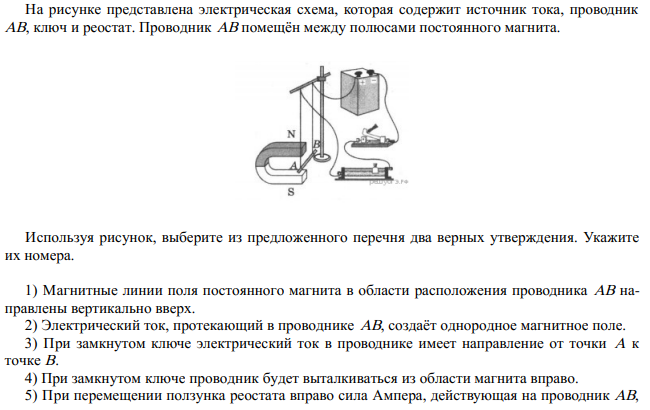 На рисунке представлена электрическая схема, которая содержит источник тока, проводник
AB, ключ и реостат. Проводник AB помещён между полюсами постоянного магнита.
+ −
N
B
A
S
Используя рисунок, выберите из предложенного перечня два верных утверждения. Укажите
их номера.
1) Магнитные линии поля постоянного магнита в области расположения проводника AB на-
правлены вертикально вверх.
2) Электрический ток, протекающий в проводнике AB, создаёт однородное магнитное поле.
3) При замкнутом ключе электрический ток в проводнике имеет направление от точки A к
точке B.
4) При замкнутом ключе проводник будет выталкиваться из области магнита вправо.
5) При перемещении ползунка реостата вправо сила Ампера, действующая на проводник AB,